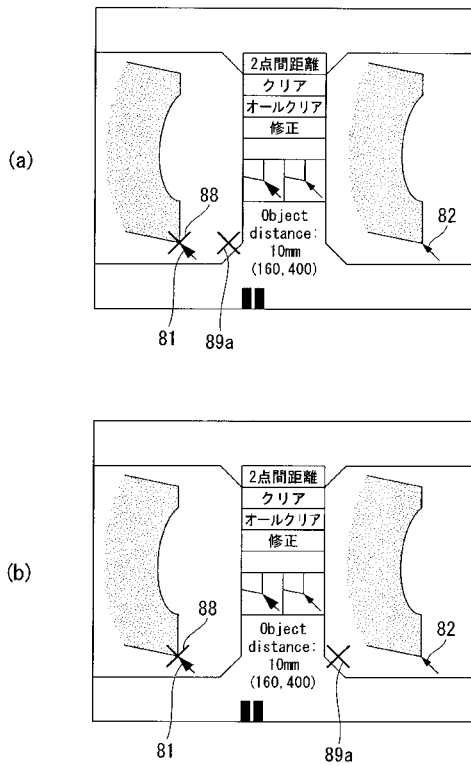 (a)
2点間距離
クリア
オールクリア
修正
Object
distance:
10mm
(160,400)
88
81
89a
82
(b)
2点間距離
クリア
オールクリア
修正
Object
distance:
10mm
(160,400)
88
81
89a
82